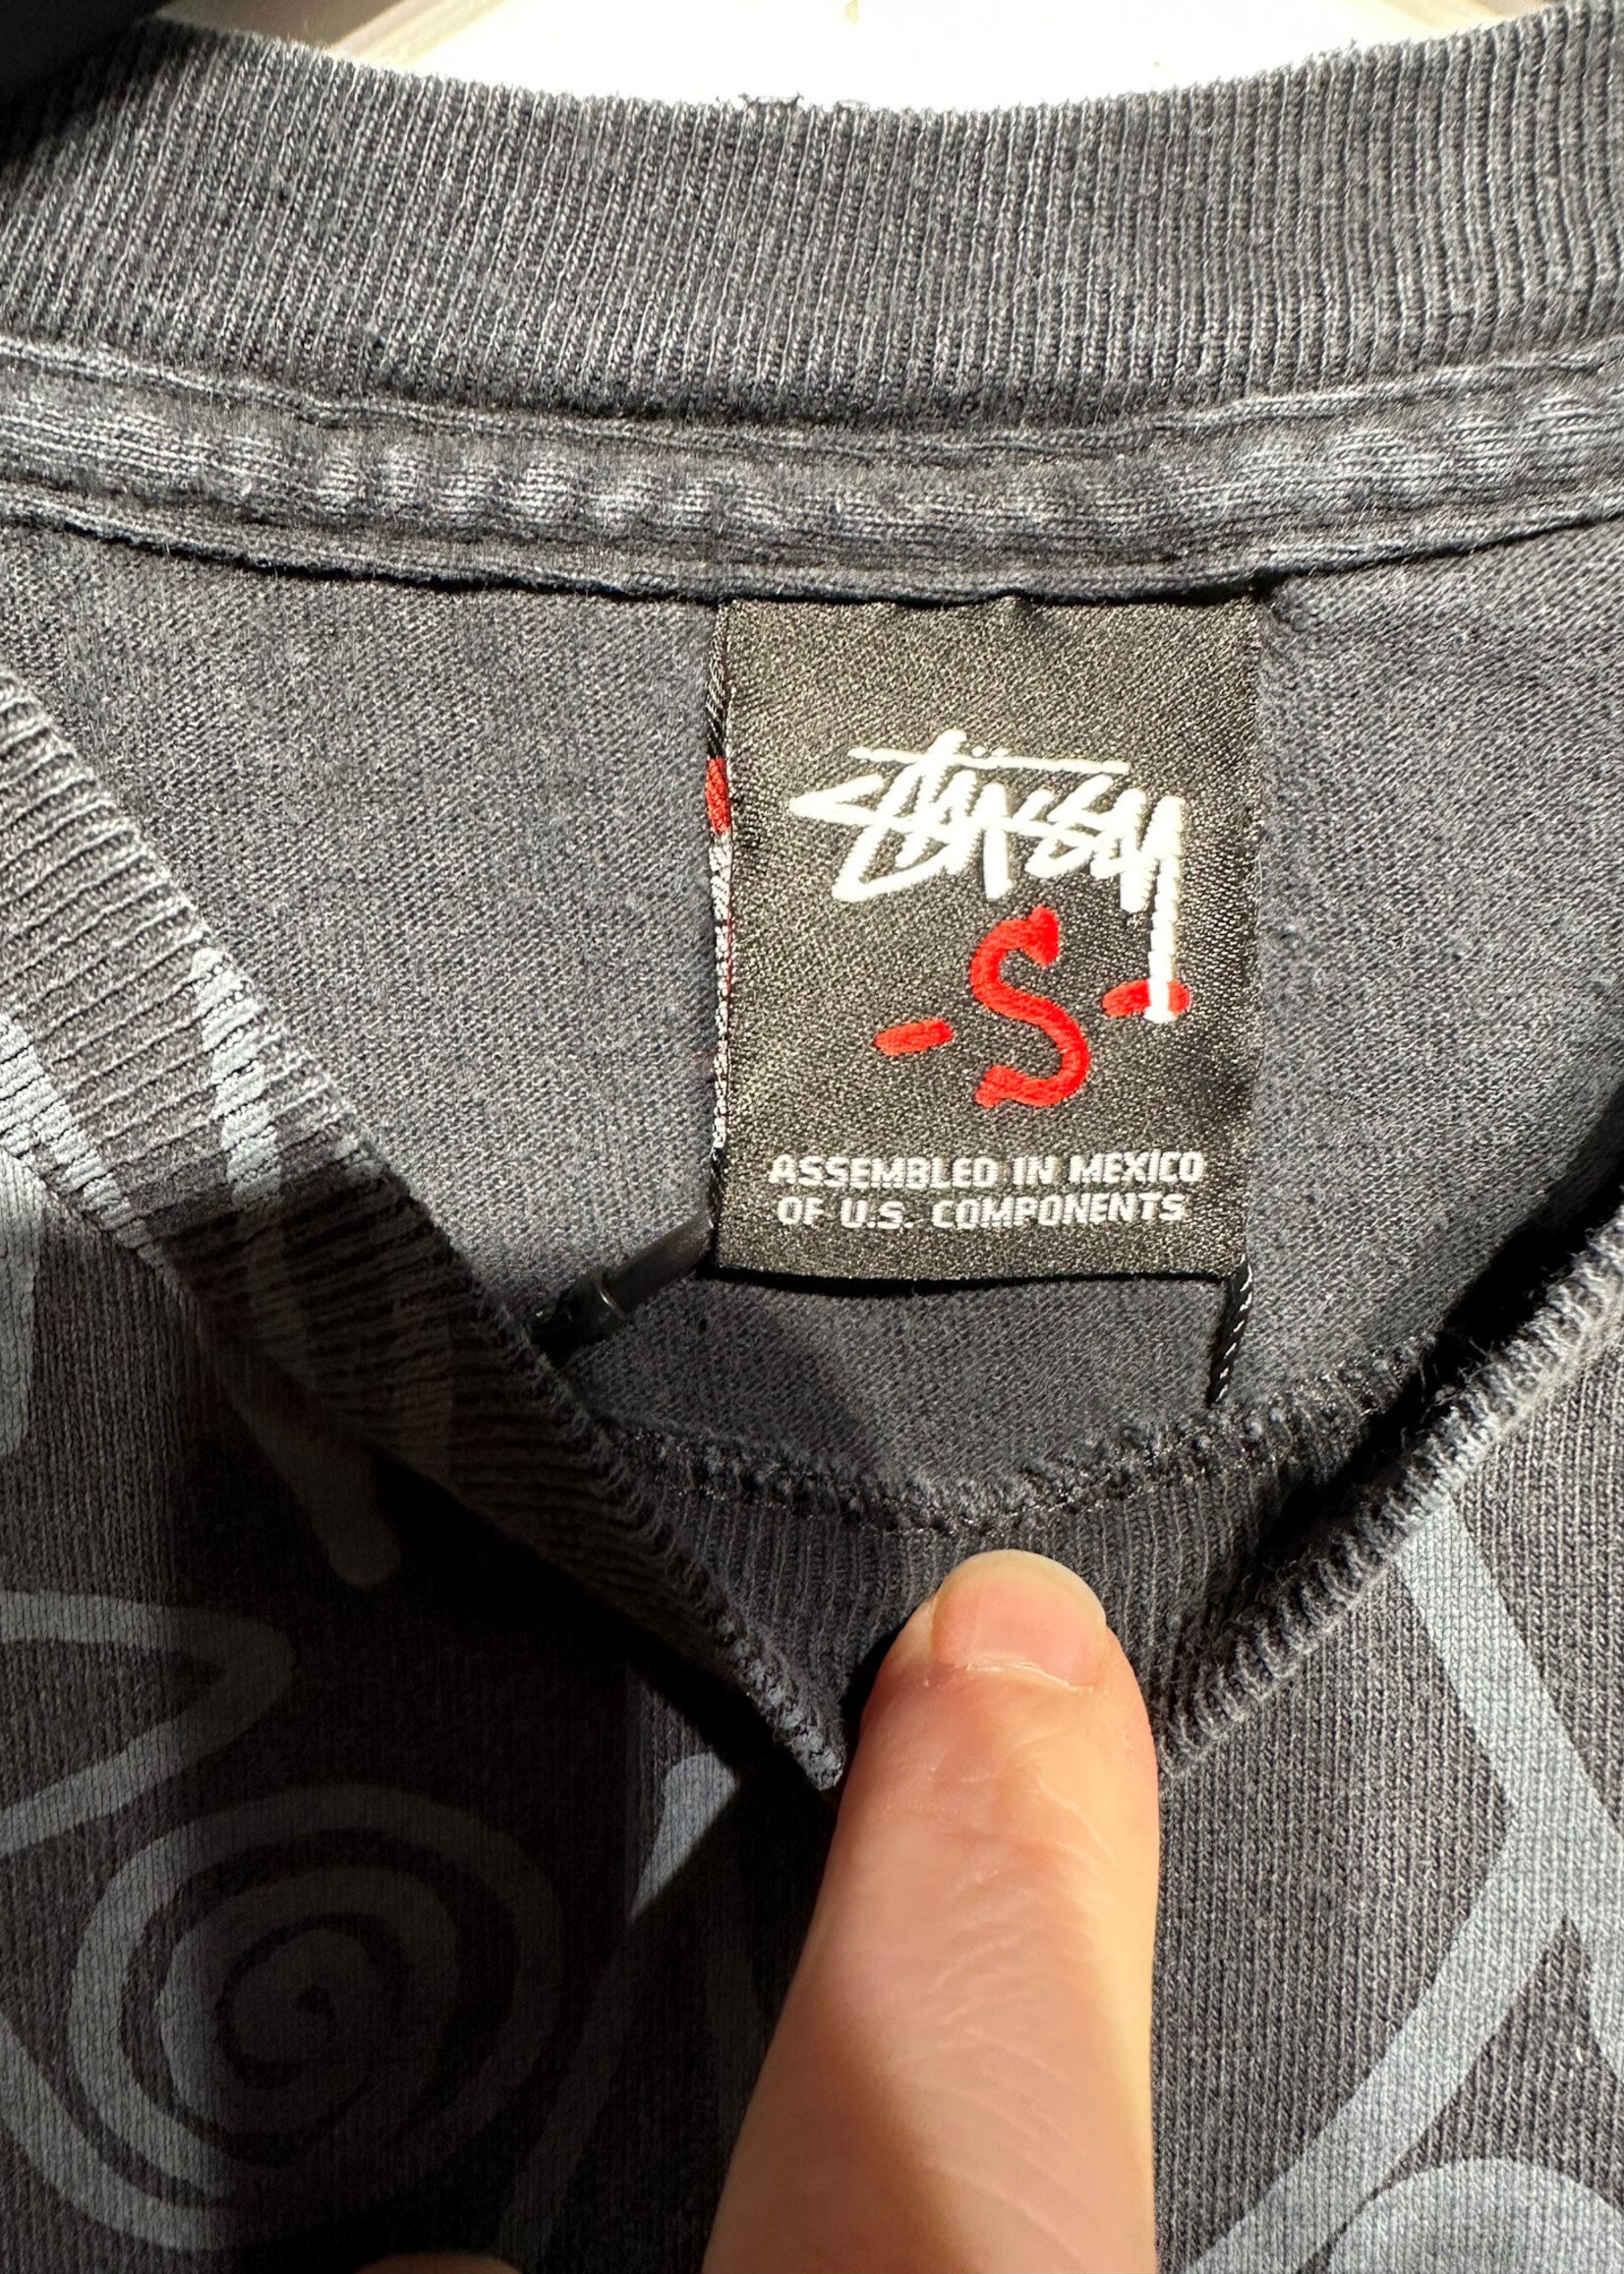 Stüssy
-S-
ASSEMBLED IN MEXICO
OF U.S. COMPONENTS